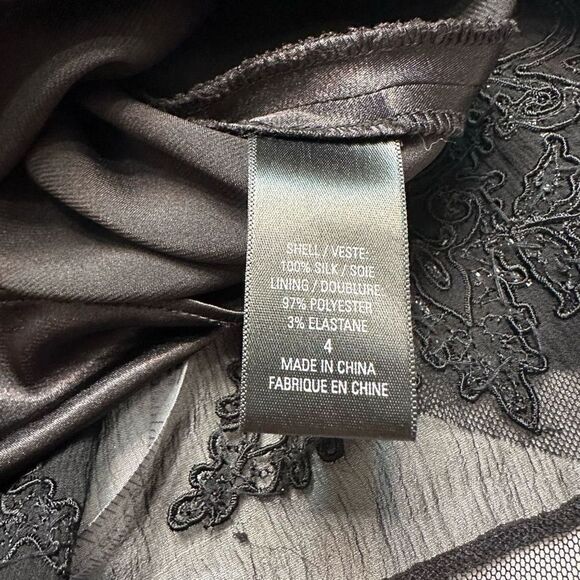 SHELL / VESTE.
100% SILK / SOIE
LINING / DOUBLURE.
97% POLYESTER
3% ELASTANE
4
MADE IN CHINA
FABRIQUE EN CHINE